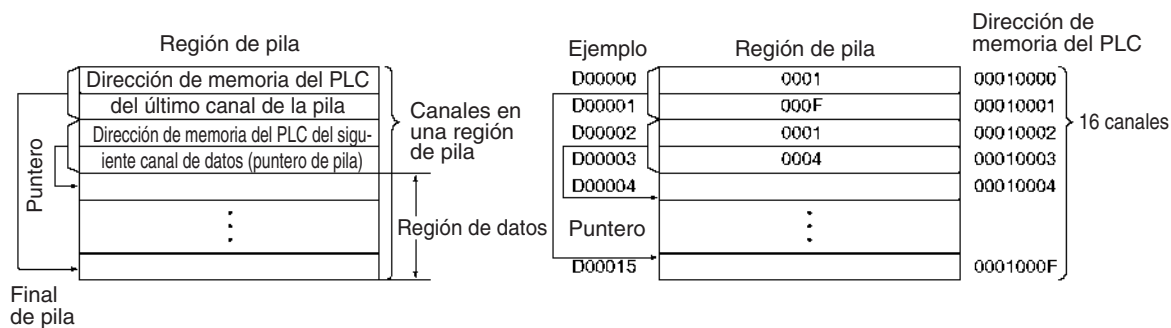 Región de pila
Dirección de memoria del PLC
del último canal de la pila
Dirección de memoria del PLC del sigu-
iente canal de datos (puntero de pila)
Puntero
Canales en
una región
de pila
Región de datos
Final
de pila
Ejemplo
Región de pila
Dirección de
memoria del PLC
D00000 0001 00010000
D00001 000F 00010001
D00002 0001 00010002
D00003 0004 00010003
D00004 00010004
Puntero
D00015 0001000F
16 canales